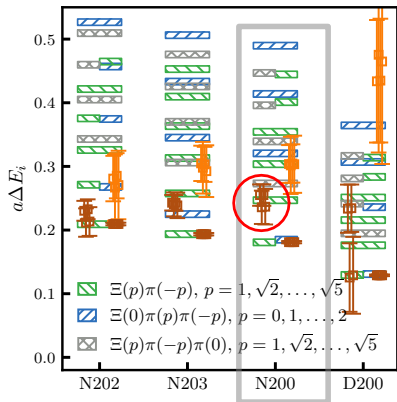 aΔE_i
0.5
0.4
0.3
0.2
0.1
0.0
Ξ(p)π(−p), p = 1, √2, …, √5
Ξ(0)π(p)π(−p), p = 0, 1, …, 2
Ξ(p)π(−p)π(0), p = 1, √2, …, √5
N202 N203 N200 D200